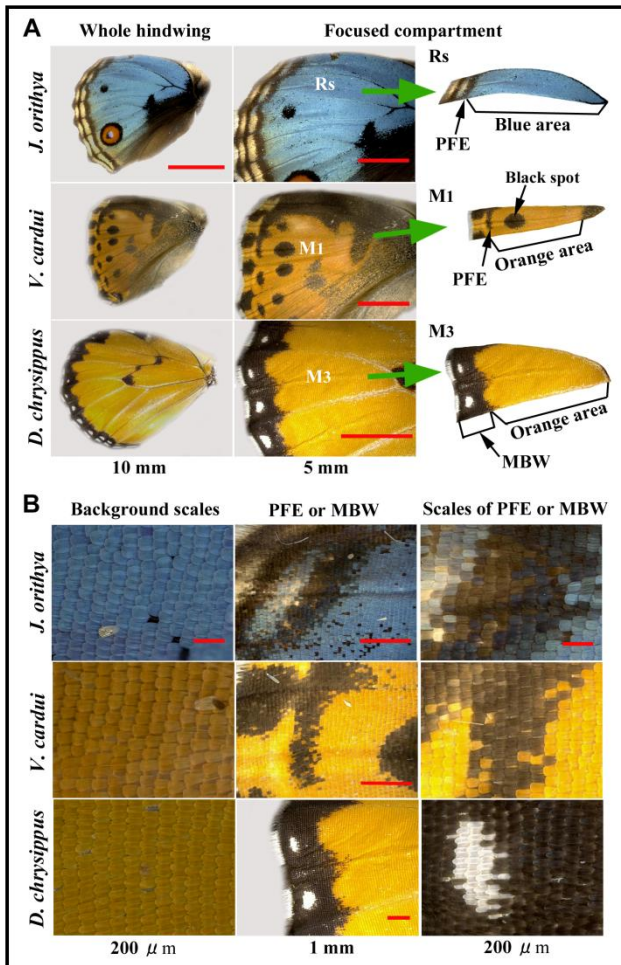 A
Whole hindwing
Focused compartment
J. orithya
Rs
Rs
PFE
Blue area
V. cardui
M1
M1
Black spot
PFE
Orange area
D. chrysippus
M3
M3
Orange area
MBW
10 mm
5 mm
B
Background scales
PFE or MBW
Scales of PFE or MBW
J. orithya
V. cardui
D. chrysippus
200 μm
1 mm
200 μm